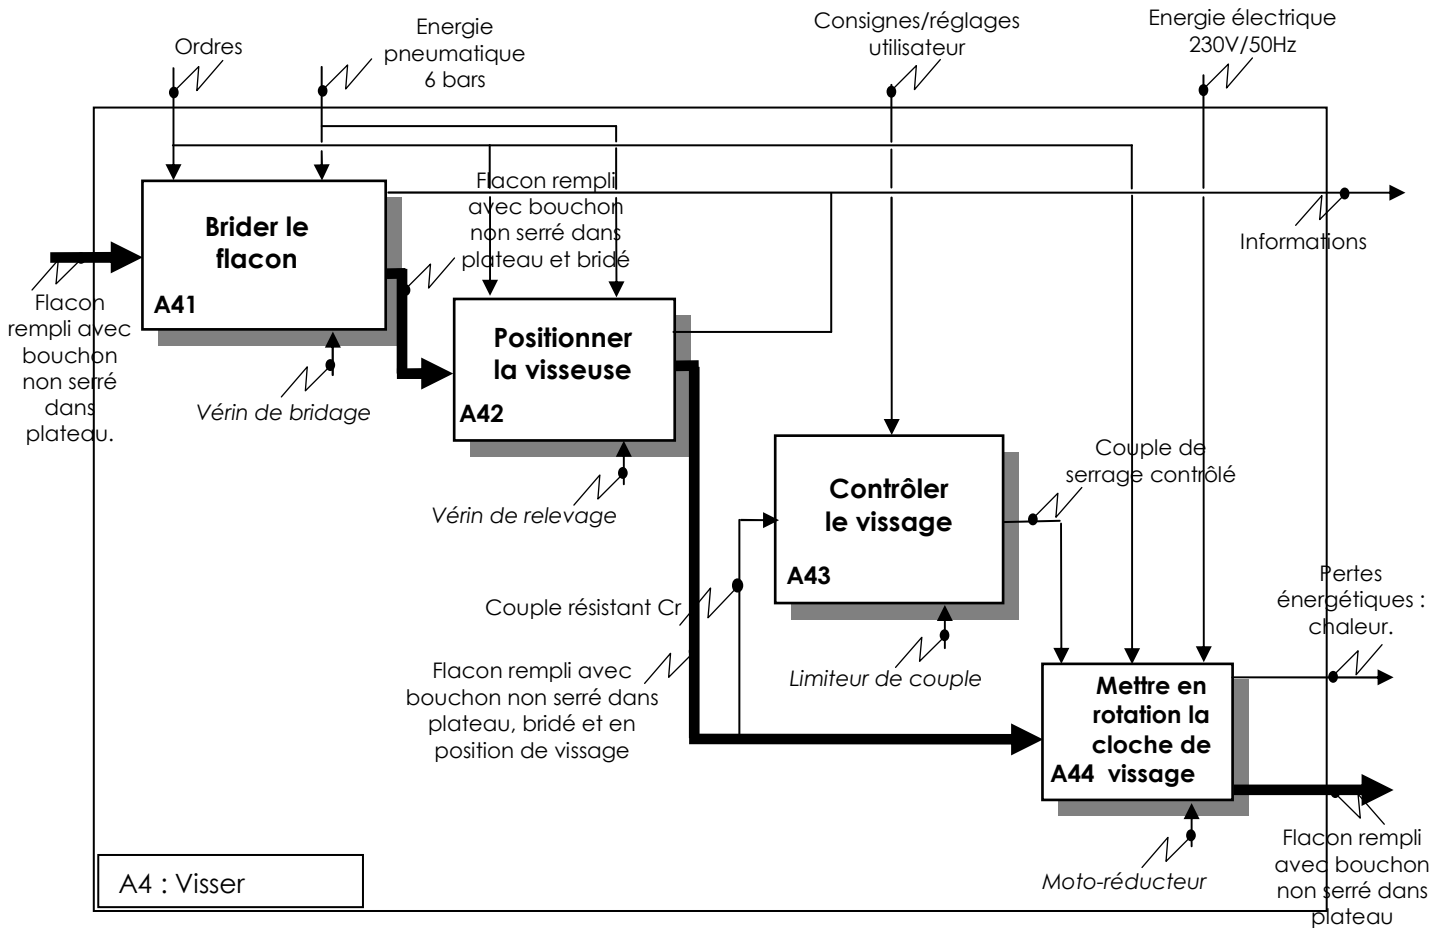 Ordres
Energie
pneumatique
6 bars
Consignes/réglages
utilisateur
Energie électrique
230V/50Hz
Brider le
flacon
A41
Flacon rempli
avec bouchon
non serré dans
plateau et bridé
Informations
Flacon
rempli avec
bouchon
non serré
dans
plateau.
Vérin de bridage
Positionner
la visseuse
A42
Vérin de relevage
Contrôler
le vissage
A43
Couple de
serrage contrôlé
Couple résistant Cr
Limiteur de couple
Flacon rempli avec
bouchon non serré dans
plateau, bridé et en
position de vissage
Pertes
énergétiques :
chaleur.
Mettre en
rotation la
cloche de
A44 vissage
Moto-réducteur
Flacon rempli
avec bouchon
non serré dans
plateau
A4 : Visser